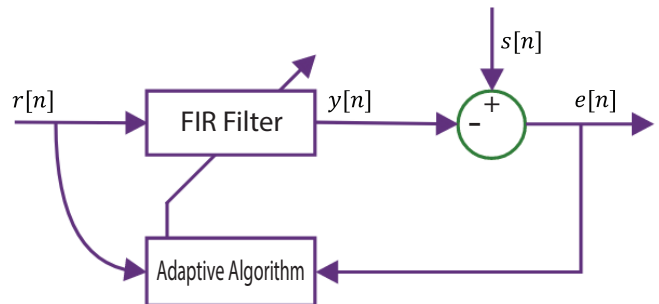 s[n]
r[n]
FIR Filter
y[n]
+
-
e[n]
Adaptive Algorithm